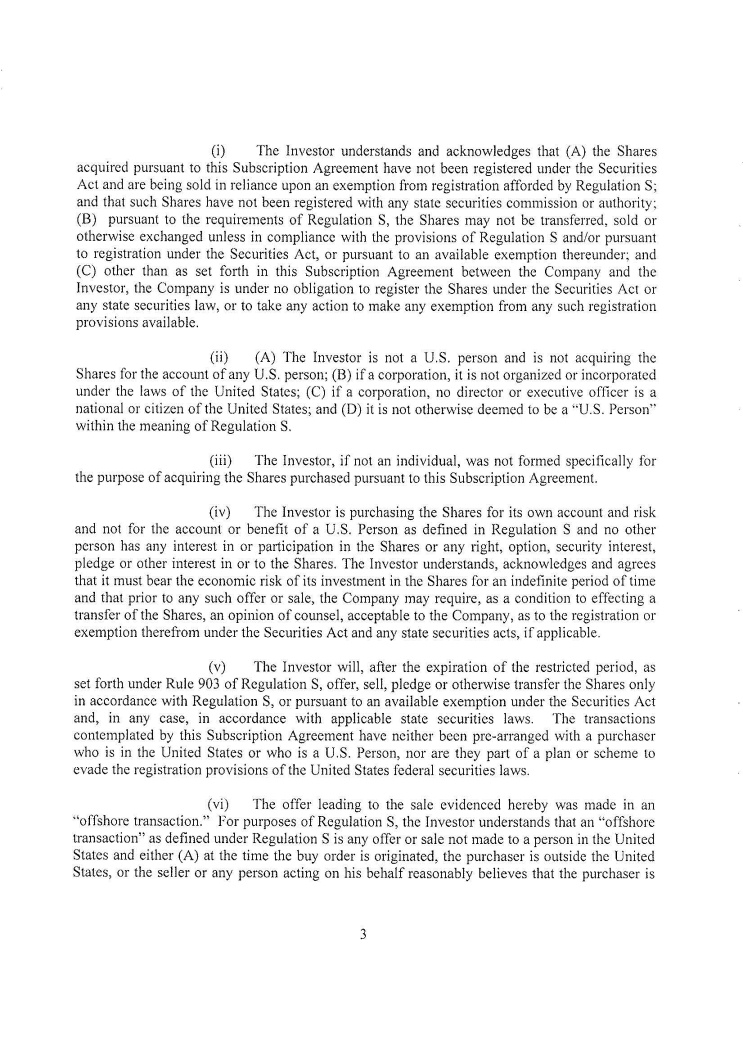 (i) The Investor understands and acknowledges that (A) the Shares
acquired pursuant to this Subscription Agreement have not been registered under the Securities
Act and are being sold in reliance upon an exemption from registration afforded by Regulation S;
and that such Shares have not been registered with any state securities commission or authority;
(B) pursuant to the requirements of Regulation S, the Shares may not be transferred, sold or
otherwise exchanged unless in compliance with the provisions of Regulation S and/or pursuant
to registration under the Securities Act, or pursuant to an available exemption thereunder; and
(C) other than as set forth in this Subscription Agreement between the Company and the
Investor, the Company is under no obligation to register the Shares under the Securities Act or
any state securities law, or to take any action to make any exemption from any such registration
provisions available.
(ii) (A) The Investor is not a U.S. person and is not acquiring the
Shares for the account of any U.S. person; (B) if a corporation, it is not organized or incorporated
under the laws of the United States; (C) if a corporation, no director or executive officer is a
national or citizen of the United States; and (D) it is not otherwise deemed to be a “U.S. Person”
within the meaning of Regulation S.
(iii) The Investor, if not an individual, was not formed specifically for
the purpose of acquiring the Shares purchased pursuant to this Subscription Agreement.
(iv) The Investor is purchasing the Shares for its own account and risk
and not for the account or benefit of a U.S. Person as defined in Regulation S and no other
person has any interest in or participation in the Shares or any right, option, security interest,
pledge or other interest in or to the Shares. The Investor understands, acknowledges and agrees
that it must bear the economic risk of its investment in the Shares for an indefinite period of time
and that prior to any such offer or sale, the Company may require, as a condition to effecting a
transfer of the Shares, an opinion of counsel, acceptable to the Company, as to the registration or
exemption therefrom under the Securities Act and any state securities acts, if applicable.
(v) The Investor will, after the expiration of the restricted period, as
set forth under Rule 903 of Regulation S, offer, sell, pledge or otherwise transfer the Shares only
in accordance with Regulation S, or pursuant to an available exemption under the Securities Act
and, in any case, in accordance with applicable state securities laws. The transactions
contemplated by this Subscription Agreement have neither been pre-arranged with a purchaser
who is in the United States or who is a U.S. Person, nor are they part of a plan or scheme to
evade the registration provisions of the United States federal securities laws.
(vi) The offer leading to the sale evidenced hereby was made in an
“offshore transaction.” For purposes of Regulation S, the Investor understands that an “offshore
transaction” as defined under Regulation S is any offer or sale not made to a person in the United
States and either (A) at the time the buy order is originated, the purchaser is outside the United
States, or the seller or any person acting on his behalf reasonably believes that the purchaser is
3